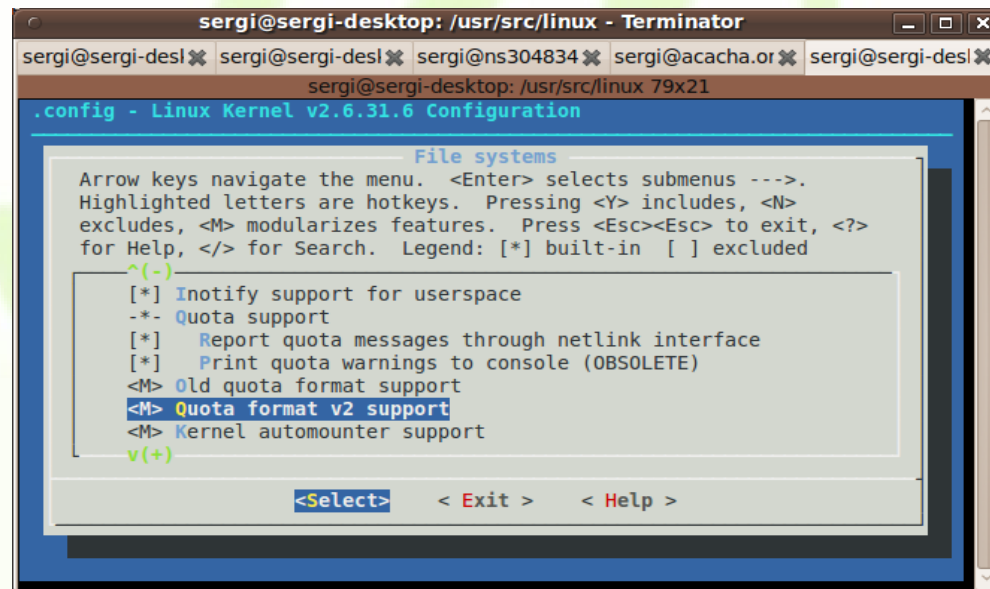 sergi@sergi-desktop: /usr/src/linux - Terminator
sergi@sergi-desl sergi@sergi-desl sergi@ns304834 sergi@acacha.or sergi@sergi-desl
sergi@sergi-desktop: /usr/src/linux 79x21
.config - Linux Kernel v2.6.31.6 Configuration
File systems
Arrow keys navigate the menu.  <Enter> selects submenus --->.
Highlighted letters are hotkeys.  Pressing <Y> includes, <N>
excludes, <M> modularizes features.  Press <Esc><Esc> to exit, <?>
for Help, </> for Search.  Legend: [*] built-in  [ ] excluded
^(-)
[*] Inotify support for userspace
-*- Quota support
[*]   Report quota messages through netlink interface
[*]   Print quota warnings to console (OBSOLETE)
<M> Old quota format support
<M> Quota format v2 support
<M> Kernel automounter support
v(+)
<Select>    < Exit >    < Help >